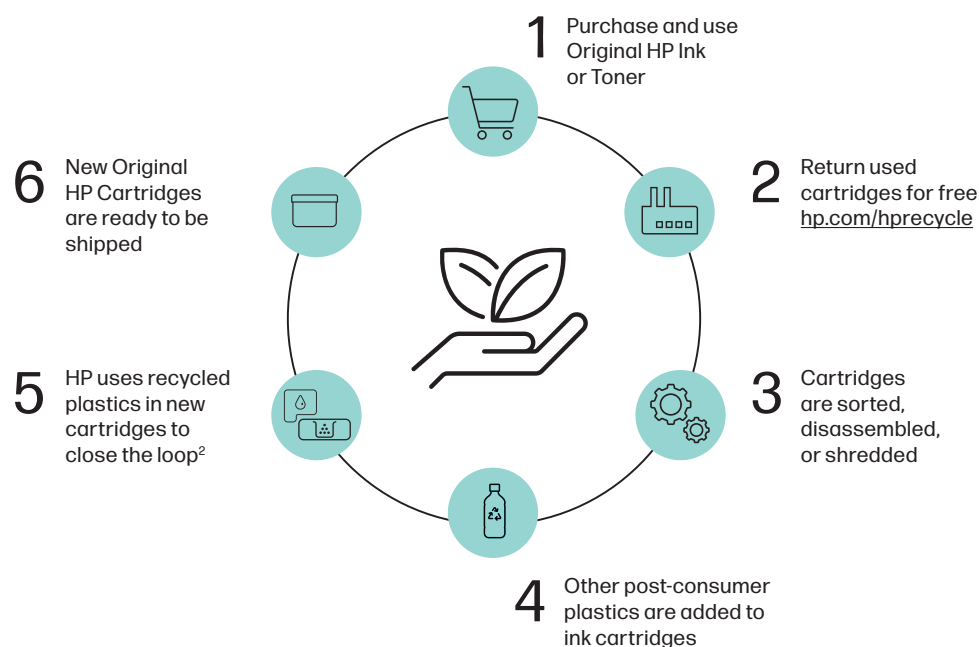 1
Purchase and use
Original HP Ink
or Toner
2
Return used
cartridges for free
hp.com/hprecycle
3
Cartridges
are sorted,
disassembled,
or shredded
4
Other post-consumer
plastics are added to
ink cartridges
5
HP uses recycled
plastics in new
cartridges to
close the loop²
6
New Original
HP Cartridges
are ready to be
shipped